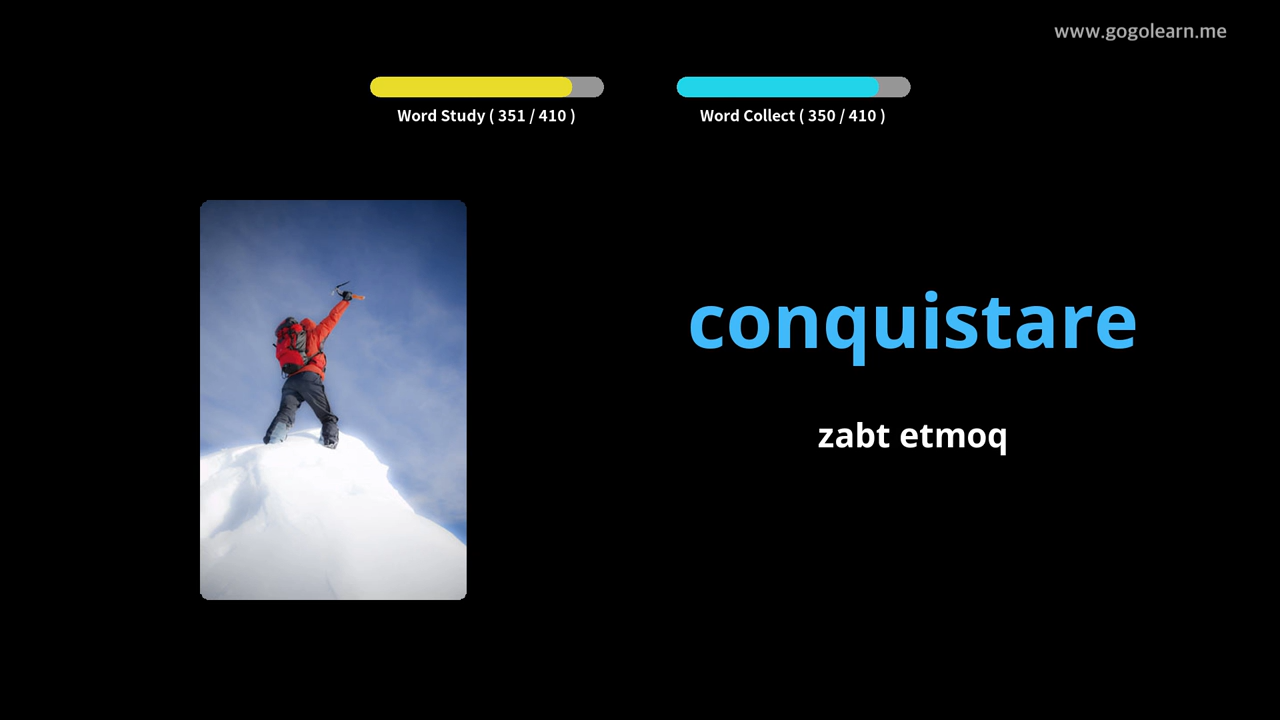 www.gogolearn.me
Word Study ( 351 / 410 )
Word Collect ( 350 / 410 )
conquistare
zabt etmoq